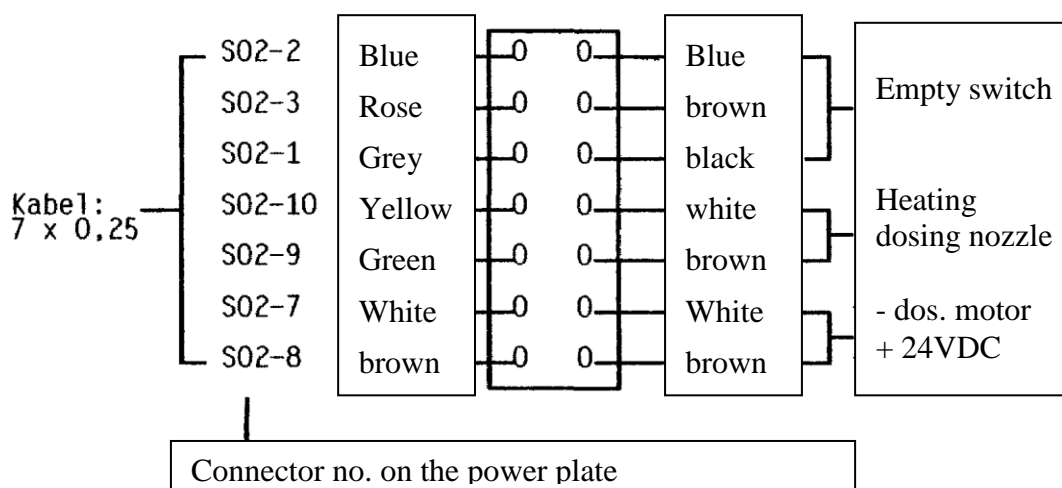 S02-2 Blue 0 0 Blue
S02-3 Rose 0 0 brown
S02-1 Grey 0 0 black
S02-10 Yellow 0 0 white
S02-9 Green 0 0 brown
S02-7 White 0 0 White
S02-8 brown 0 0 brown
Kabel:
7 x 0,25
Empty switch
Heating
dosing nozzle
- dos. motor
+ 24VDC
Connector no. on the power plate